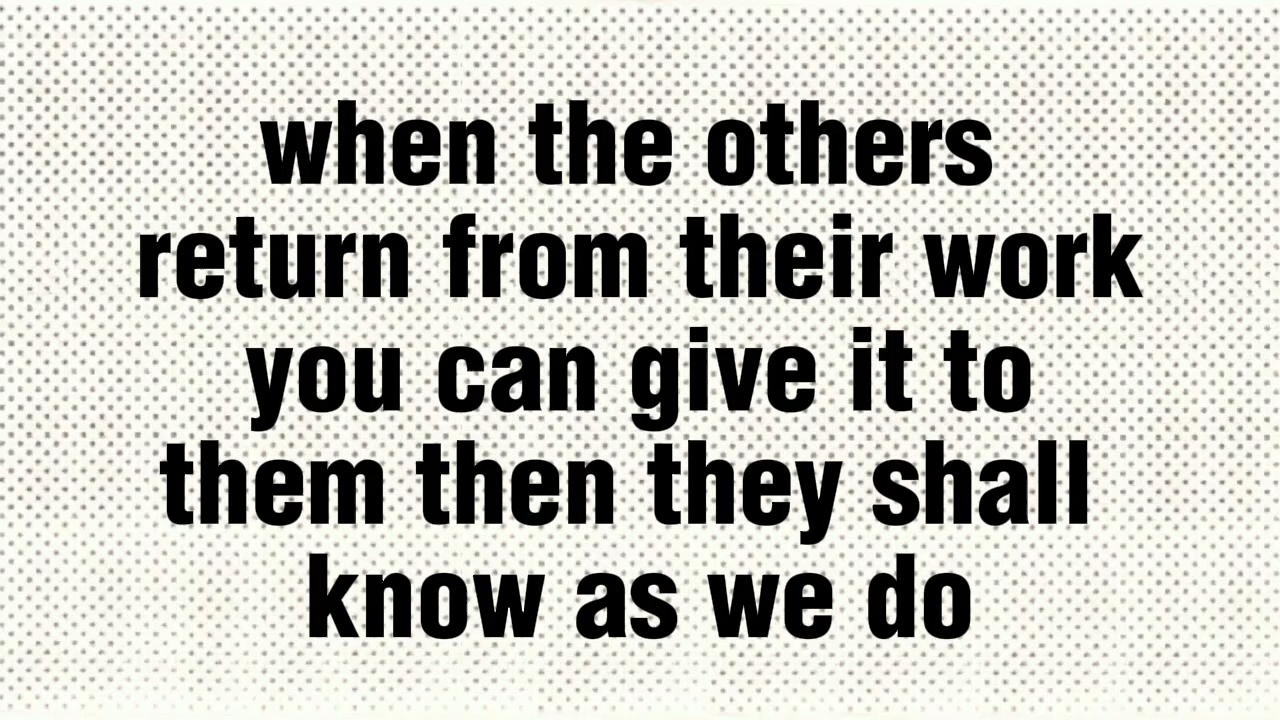 when the others
return from their work
you can give it to
them then they shall
know as we do